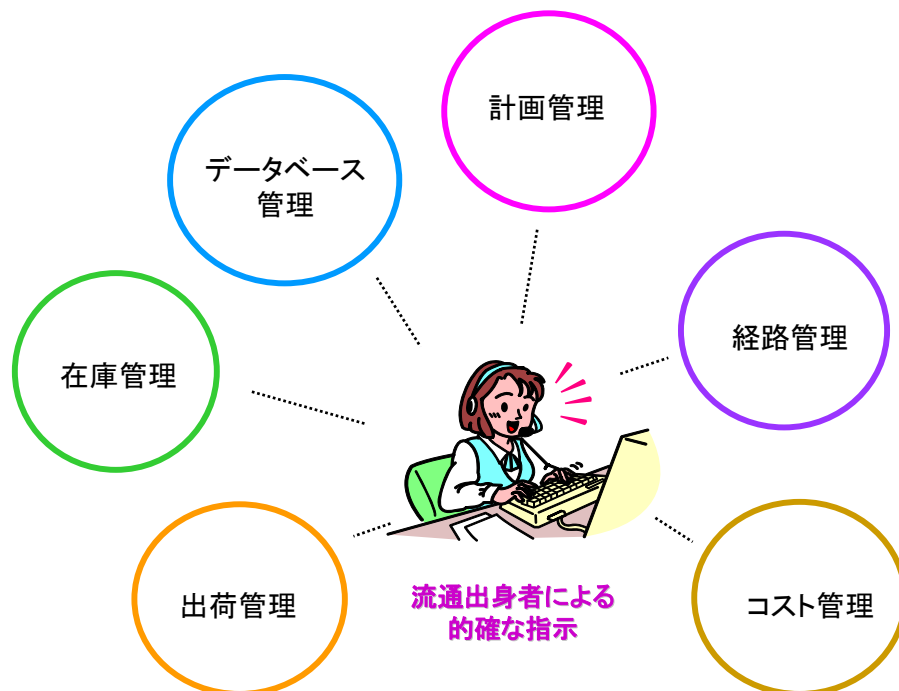 計画管理
データベース
管理
経路管理
在庫管理
出荷管理
コスト管理
流通出身者による
的確な指示